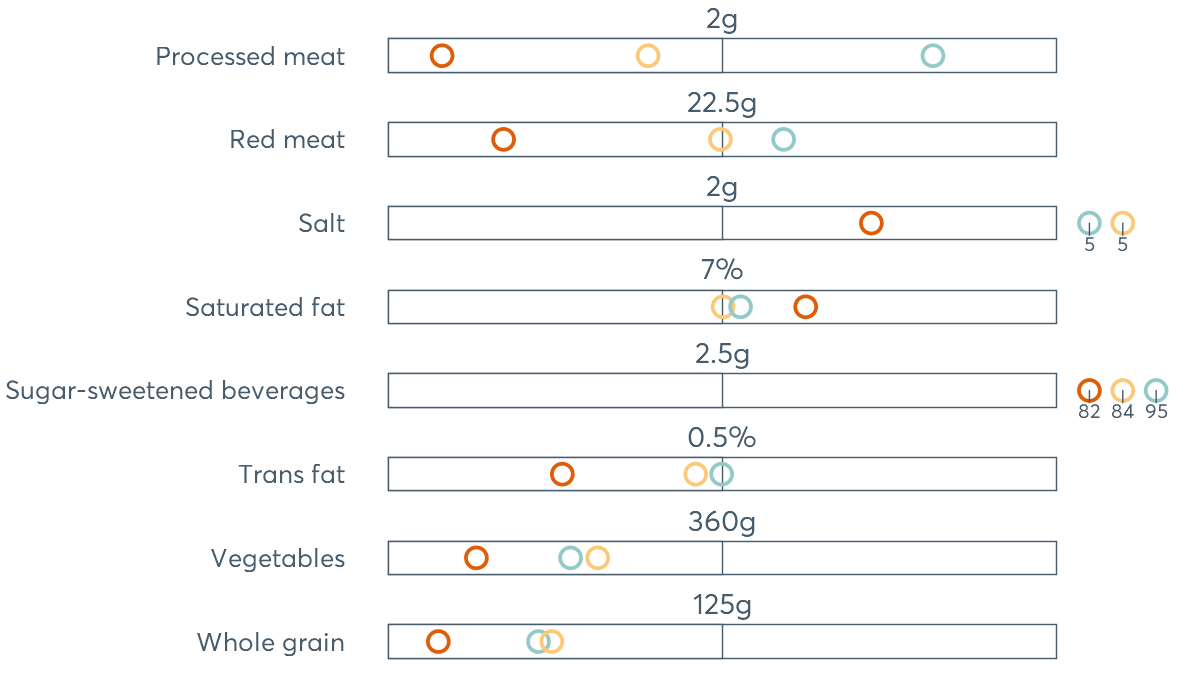 2g
Processed meat
22.5g
Red meat
2g
Salt
5 5
7%
Saturated fat
2.5g
Sugar-sweetened beverages
82 84 95
0.5%
Trans fat
360g
Vegetables
125g
Whole grain